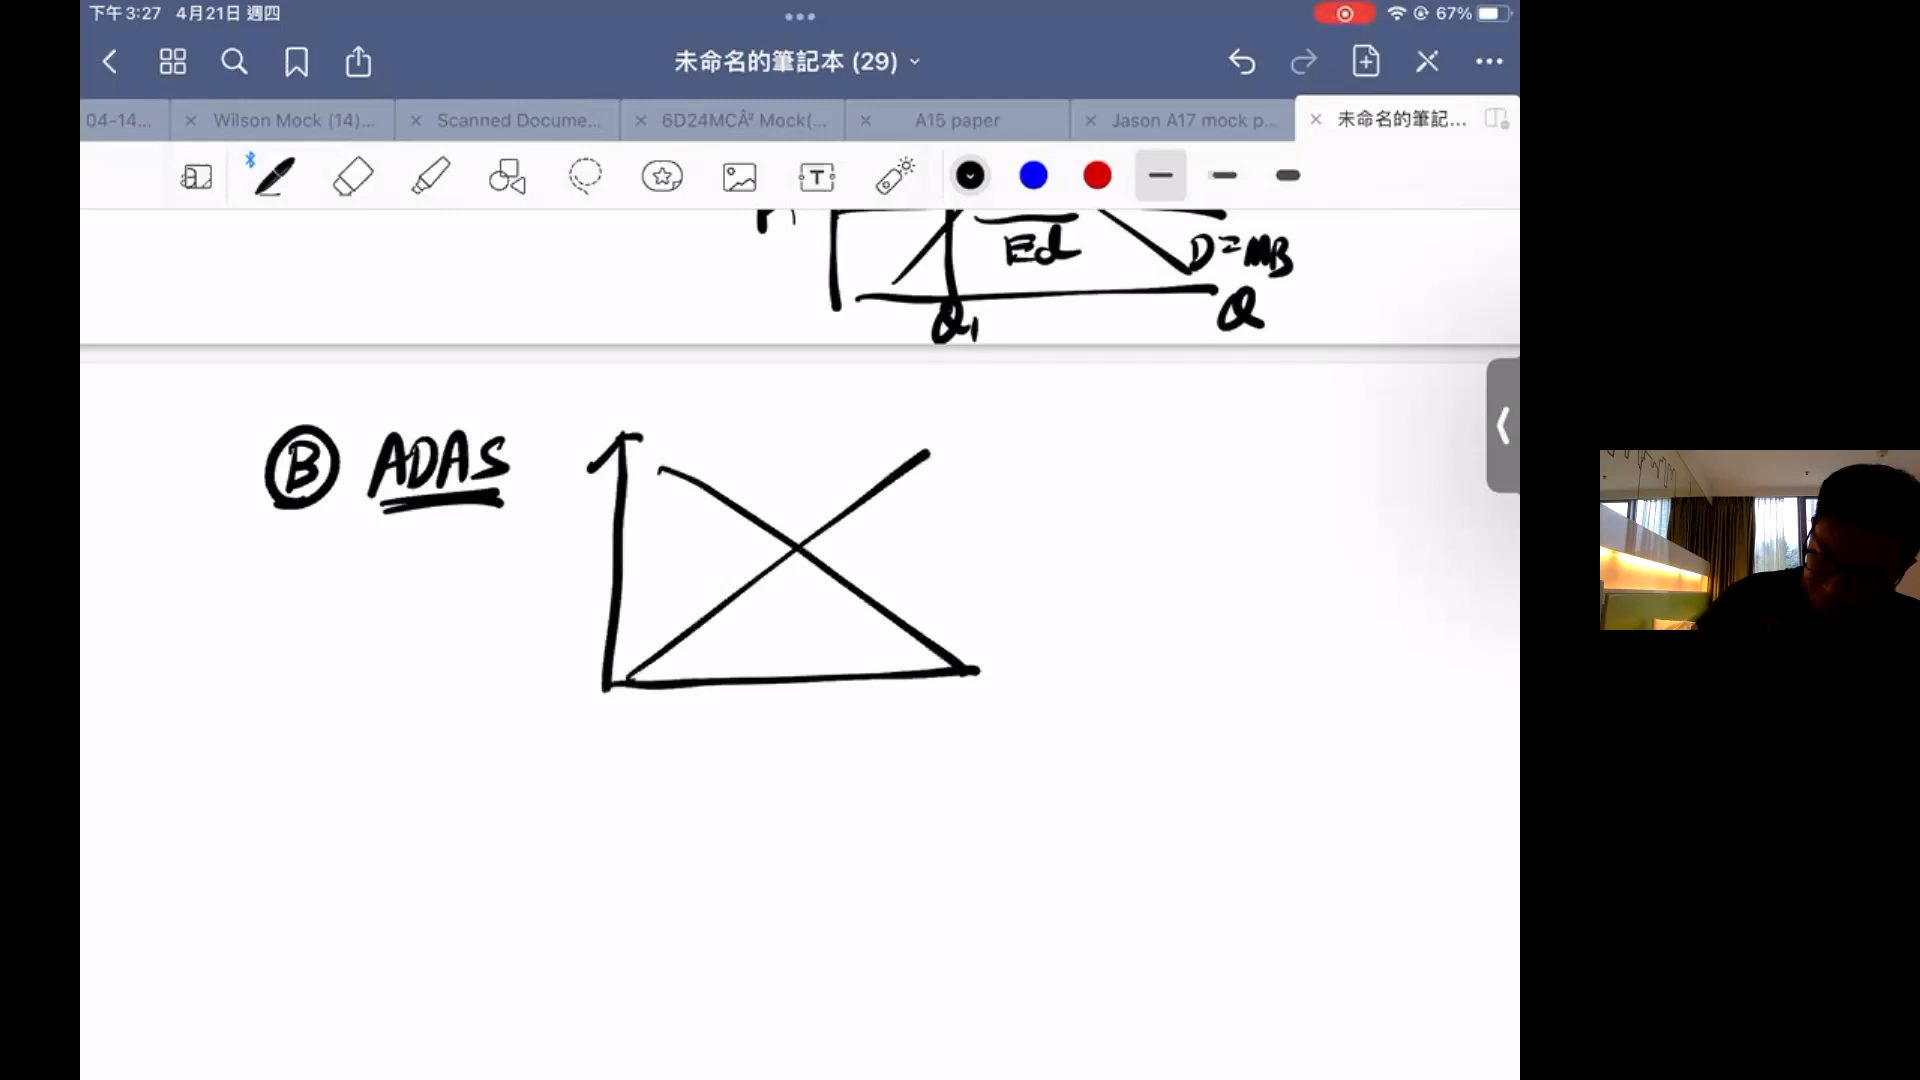 下午3:27 4月21日 週四
67%
未命名的筆記本 (29)
04-14...
Wilson Mock (14)...
Scanned Docume...
6D24MCÂ² Mock(...
A15 paper
Jason A17 mock p...
未命名的筆記...
T
Ed
D=MB
Q1
Q
B ADAS